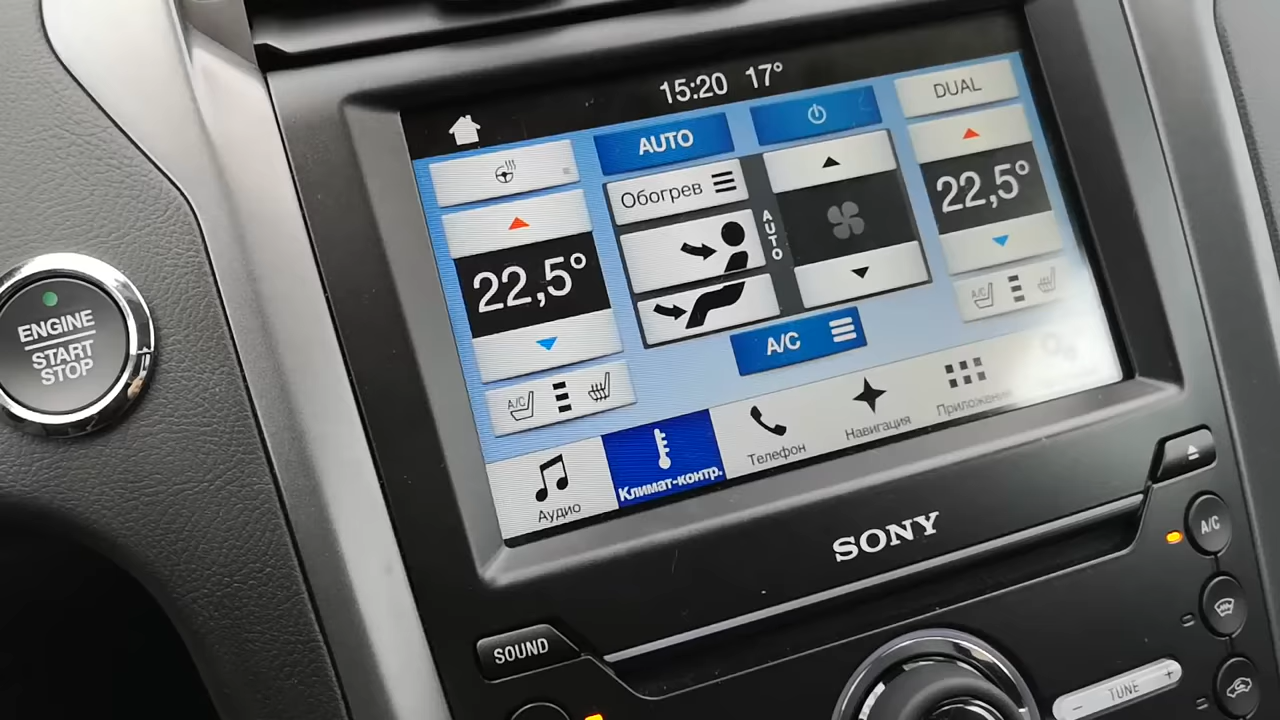 15:20 17°
AUTO
DUAL
Обогрев
AUTO
22,5°
22,5°
A/C
A/C
A/C
Аудио
Климат-контр.
Телефон
Навигация
Приложения
ENGINE
START
STOP
SONY
A/C
SOUND
− TUNE +